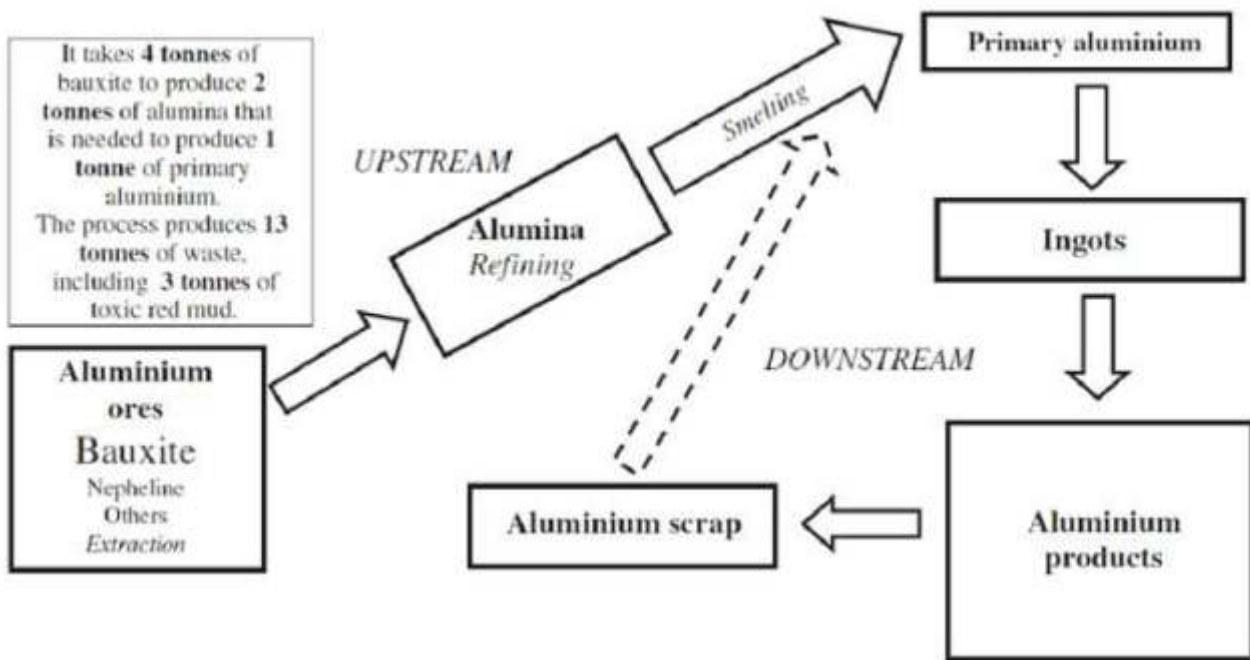 It takes 4 tonnes of
bauxite to produce 2
tonnes of alumina that
is needed to produce 1
tonne of primary
aluminium.
The process produces 13
tonnes of waste,
including 3 tonnes of
toxic red mud.
Aluminium
ores
Bauxite
Nepheline
Others
Extraction
UPSTREAM
Alumina
Refining
Smelting
Primary aluminium
Ingots
DOWNSTREAM
Aluminium scrap
Aluminium
products